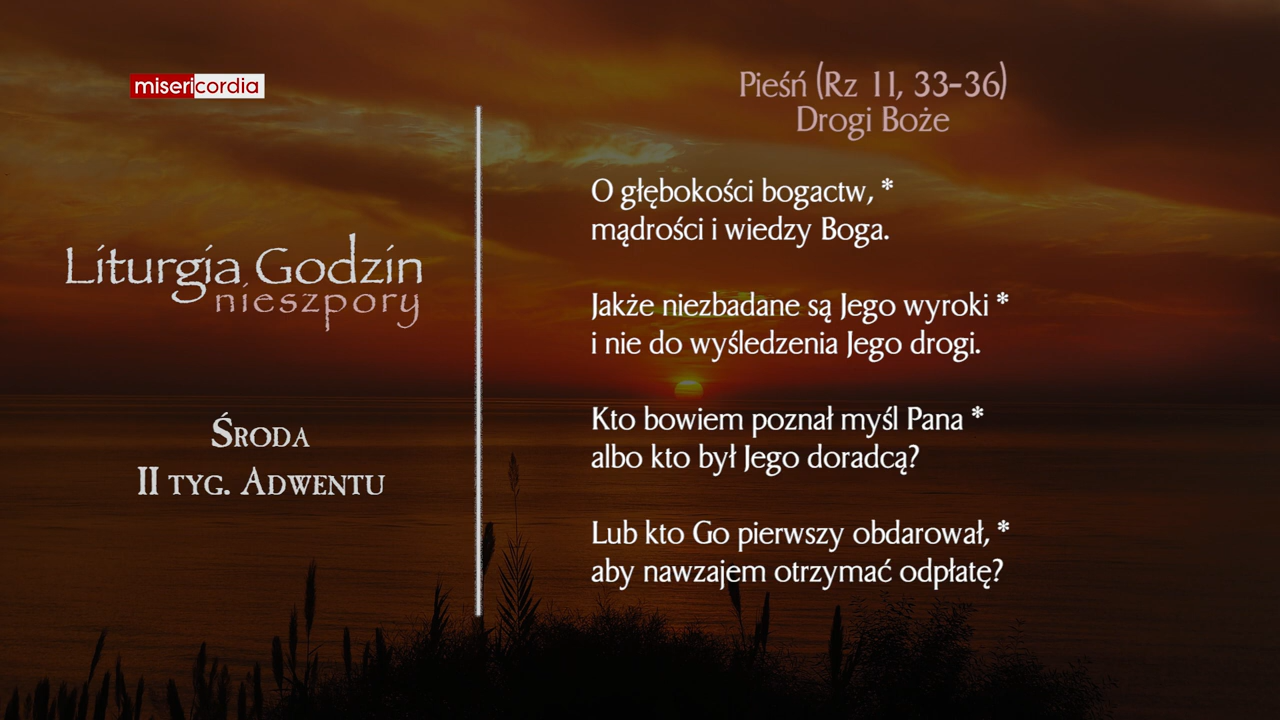 misericordia
Liturgia Godzin
nieszpory
Środa
II tyg. Adwentu
Pieśń (Rz 11, 33-36)
Drogi Boże
O głębokości bogactw, *
mądrości i wiedzy Boga.
Jakże niezbadane są Jego wyroki *
i nie do wyśledzenia Jego drogi.
Kto bowiem poznał myśl Pana *
albo kto był Jego doradcą?
Lub kto Go pierwszy obdarował, *
aby nawzajem otrzymać odpłatę?